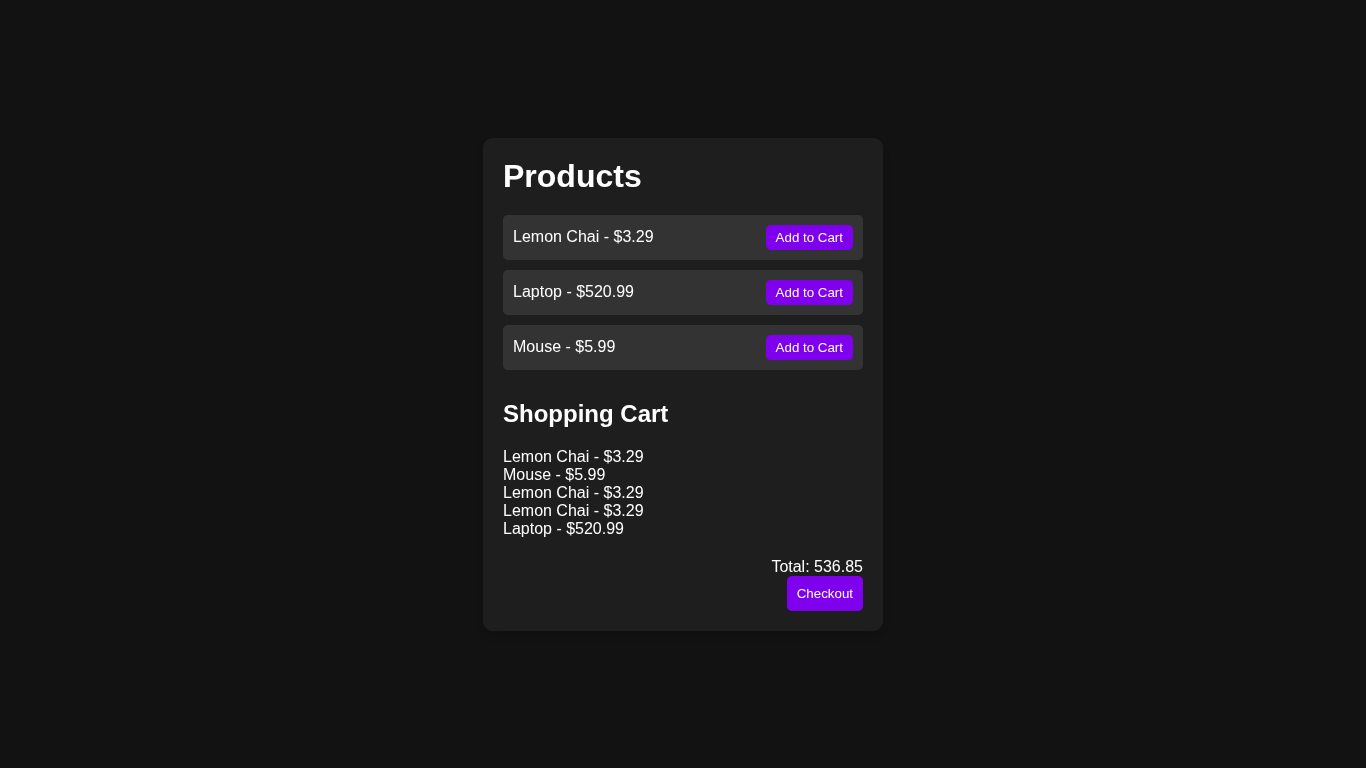 Products
Lemon Chai - $3.29 Add to Cart
Laptop - $520.99 Add to Cart
Mouse - $5.99 Add to Cart
Shopping Cart
Lemon Chai - $3.29
Mouse - $5.99
Lemon Chai - $3.29
Lemon Chai - $3.29
Laptop - $520.99
Total: 536.85
Checkout